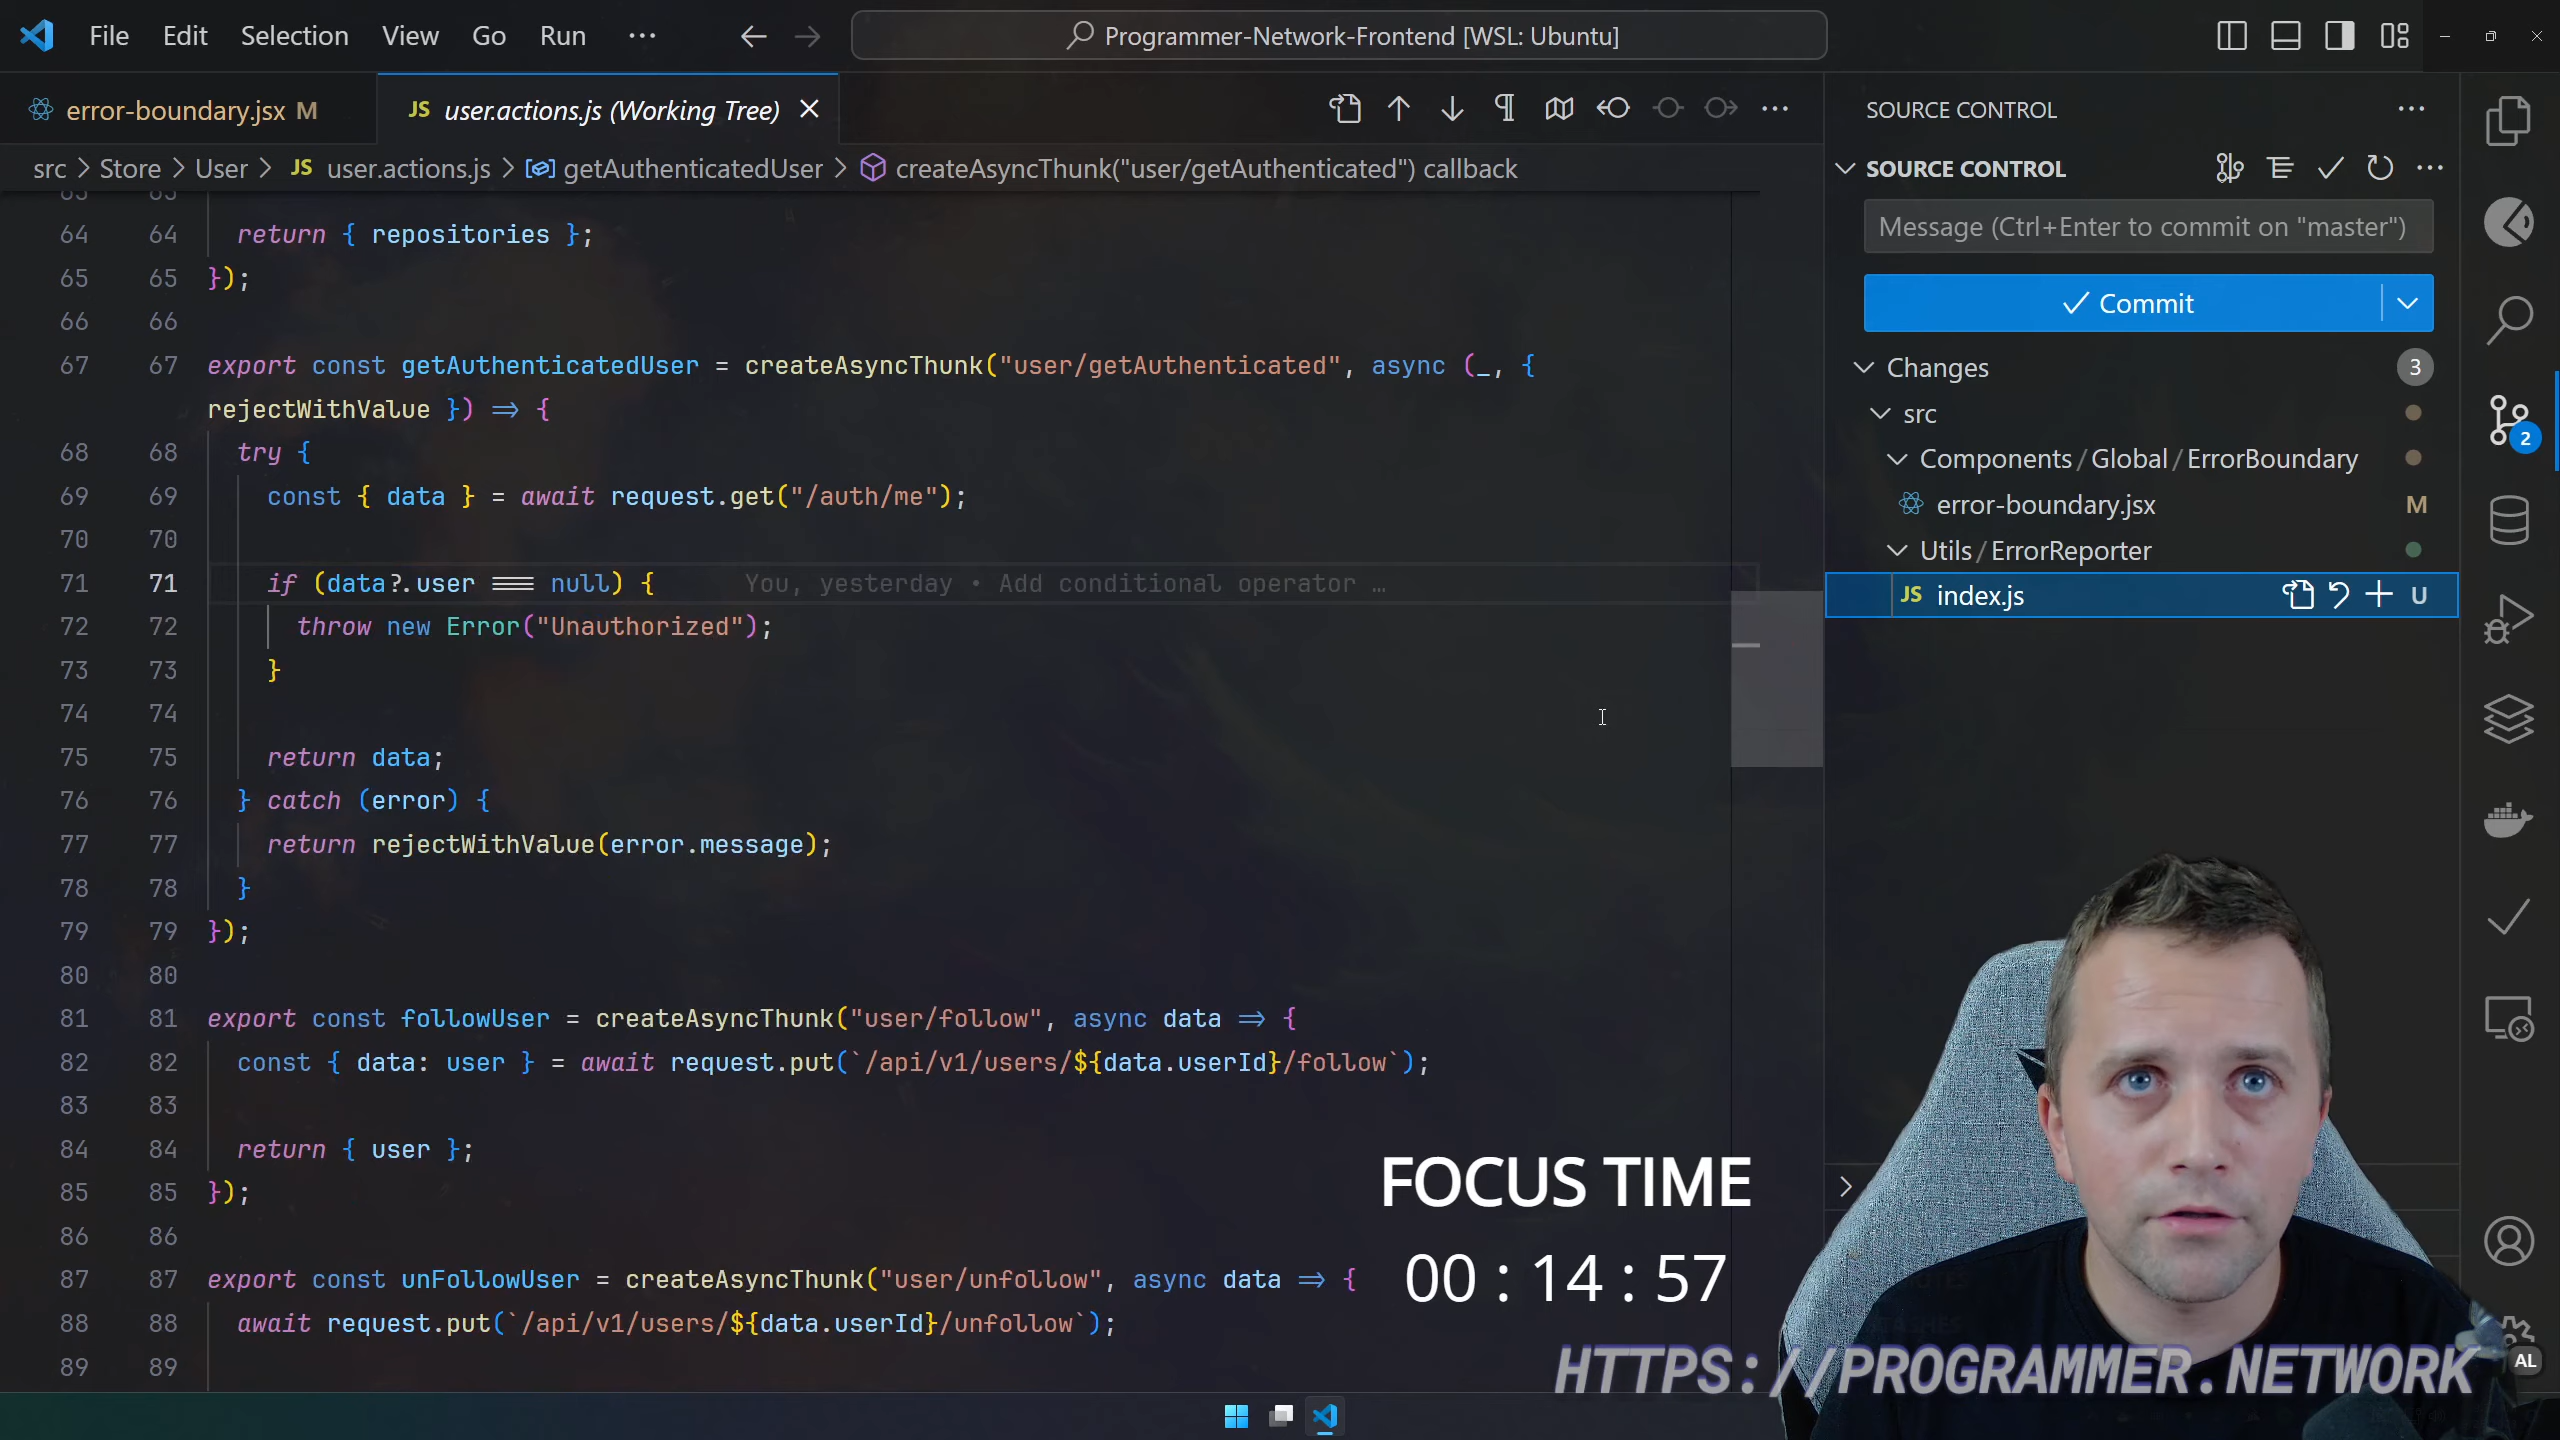 File Edit Selection View Go Run ··· Programmer-Network-Frontend [WSL: Ubuntu]
error-boundary.jsx M JS user.actions.js (Working Tree)
src > Store > User > JS user.actions.js > getAuthenticatedUser > createAsyncThunk("user/getAuthenticated") callback
63 63
64 64 return { repositories };
65 65 });
66 66
67 67 export const getAuthenticatedUser = createAsyncThunk("user/getAuthenticated", async (_, {
rejectWithValue }) => {
68 68 try {
69 69 const { data } = await request.get("/auth/me");
70 70
71 71 if (data?.user === null) { You, yesterday • Add conditional operator …
72 72 throw new Error("Unauthorized");
73 73 }
74 74
75 75 return data;
76 76 } catch (error) {
77 77 return rejectWithValue(error.message);
78 78 }
79 79 });
80 80
81 81 export const followUser = createAsyncThunk("user/follow", async data => {
82 82 const { data: user } = await request.put(`/api/v1/users/${data.userId}/follow`);
83 83
84 84 return { user };
85 85 });
86 86
87 87 export const unFollowUser = createAsyncThunk("user/unfollow", async data => {
88 88 await request.put(`/api/v1/users/${data.userId}/unfollow`);
89 89
SOURCE CONTROL
SOURCE CONTROL
Message (Ctrl+Enter to commit on "master")
Commit
Changes 3
src
Components/Global/ErrorBoundary
error-boundary.jsx M
Utils/ErrorReporter
JS index.js U
2
FOCUS TIME
00 : 14 : 57
HTTPS://PROGRAMMER.NETWORK
AL